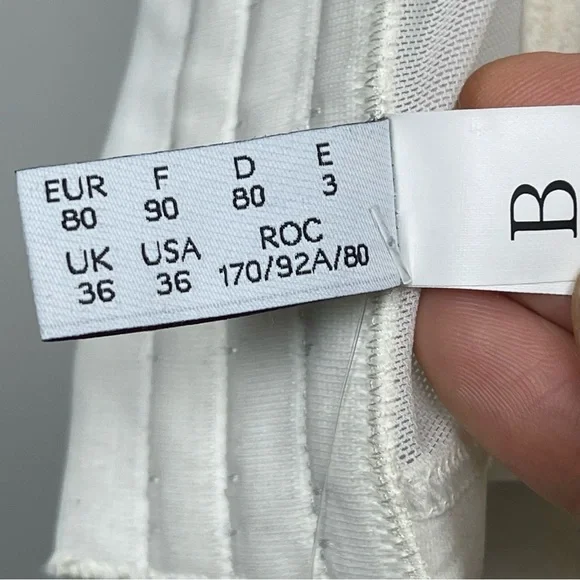 EUR F D E
80 90 80 3
UK USA ROC
36 36 170/92A/80
B